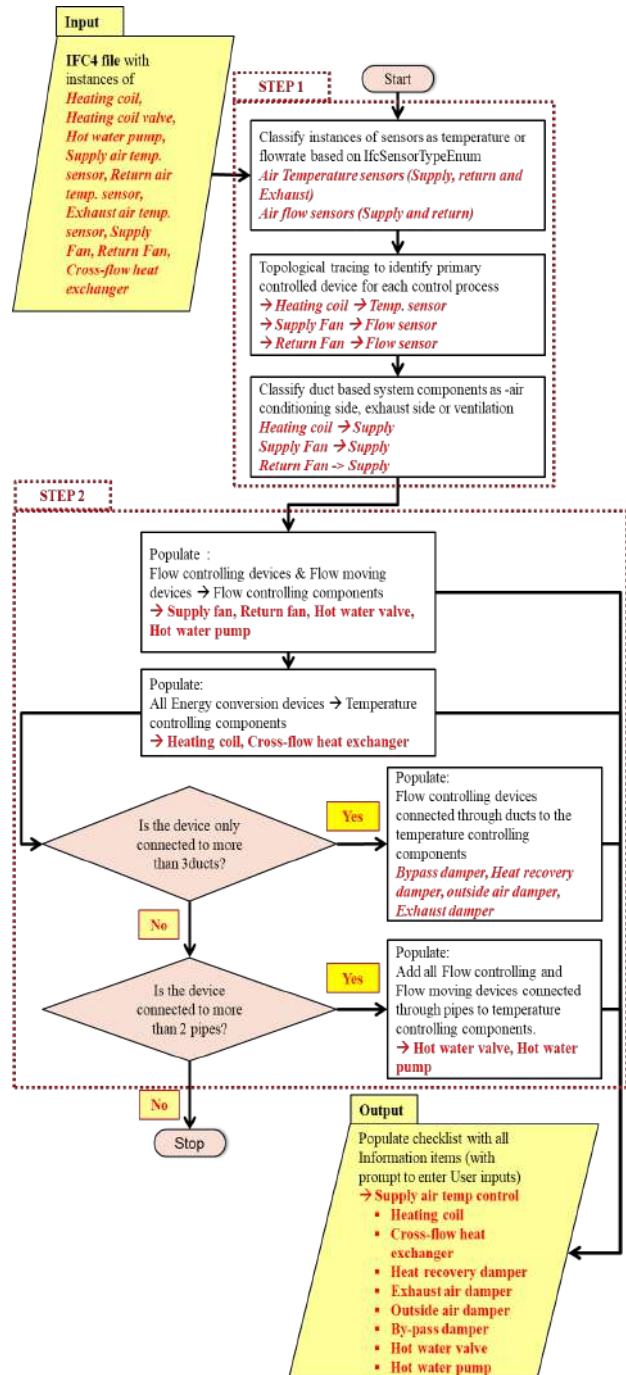 Input
IFC4 file with
instances of
Heating coil,
Heating coil valve,
Hot water pump,
Supply air temp.
sensor, Return air
temp. sensor,
Exhaust air temp.
sensor, Supply
Fan, Return Fan,
Cross-flow heat
exchanger
Start
STEP 1
Classify instances of sensors as temperature or
flowrate based on IfcSensorTypeEnum
Air Temperature sensors (Supply, return and
Exhaust)
Air flow sensors (Supply and return)
Topological tracing to identify primary
controlled device for each control process
→ Heating coil → Temp. sensor
→ Supply Fan → Flow sensor
→ Return Fan → Flow sensor
Classify duct based system components as -air
conditioning side, exhaust side or ventilation
Heating coil → Supply
Supply Fan → Supply
Return Fan -> Supply
STEP 2
Populate :
Flow controlling devices & Flow moving
devices → Flow controlling components
→ Supply fan, Return fan, Hot water valve,
Hot water pump
Populate:
All Energy conversion devices → Temperature
controlling components
→ Heating coil, Cross-flow heat exchanger
Is the device only
connected to more
than 3ducts?
Yes
Populate:
Flow controlling devices
connected through ducts to the
temperature controlling
components
Bypass damper, Heat recovery
damper, outside air damper,
Exhaust damper
No
Is the device
connected to more
than 2 pipes?
Yes
Populate:
Add all Flow controlling and
Flow moving devices connected
through pipes to temperature
controlling components.
→ Hot water valve, Hot water
pump
No
Stop
Output
Populate checklist with all
Information items (with
prompt to enter User inputs)
→ Supply air temp control
▪ Heating coil
▪ Cross-flow heat
exchanger
▪ Heat recovery damper
▪ Exhaust air damper
▪ Outside air damper
▪ By-pass damper
▪ Hot water valve
▪ Hot water pump